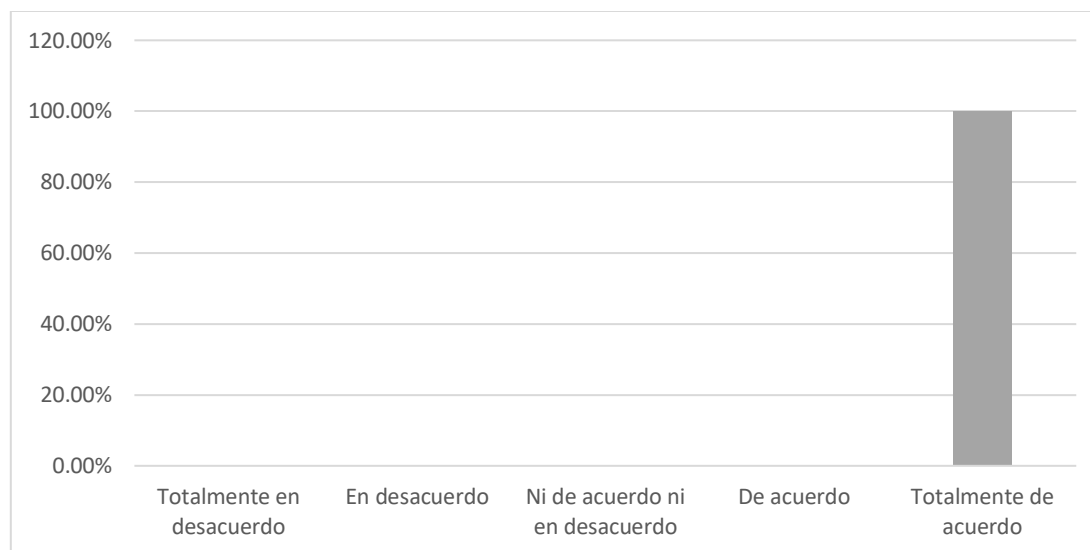 120.00%
100.00%
80.00%
60.00%
40.00%
20.00%
0.00%
Totalmente en
desacuerdo
En desacuerdo
Ni de acuerdo ni
en desacuerdo
De acuerdo
Totalmente de
acuerdo